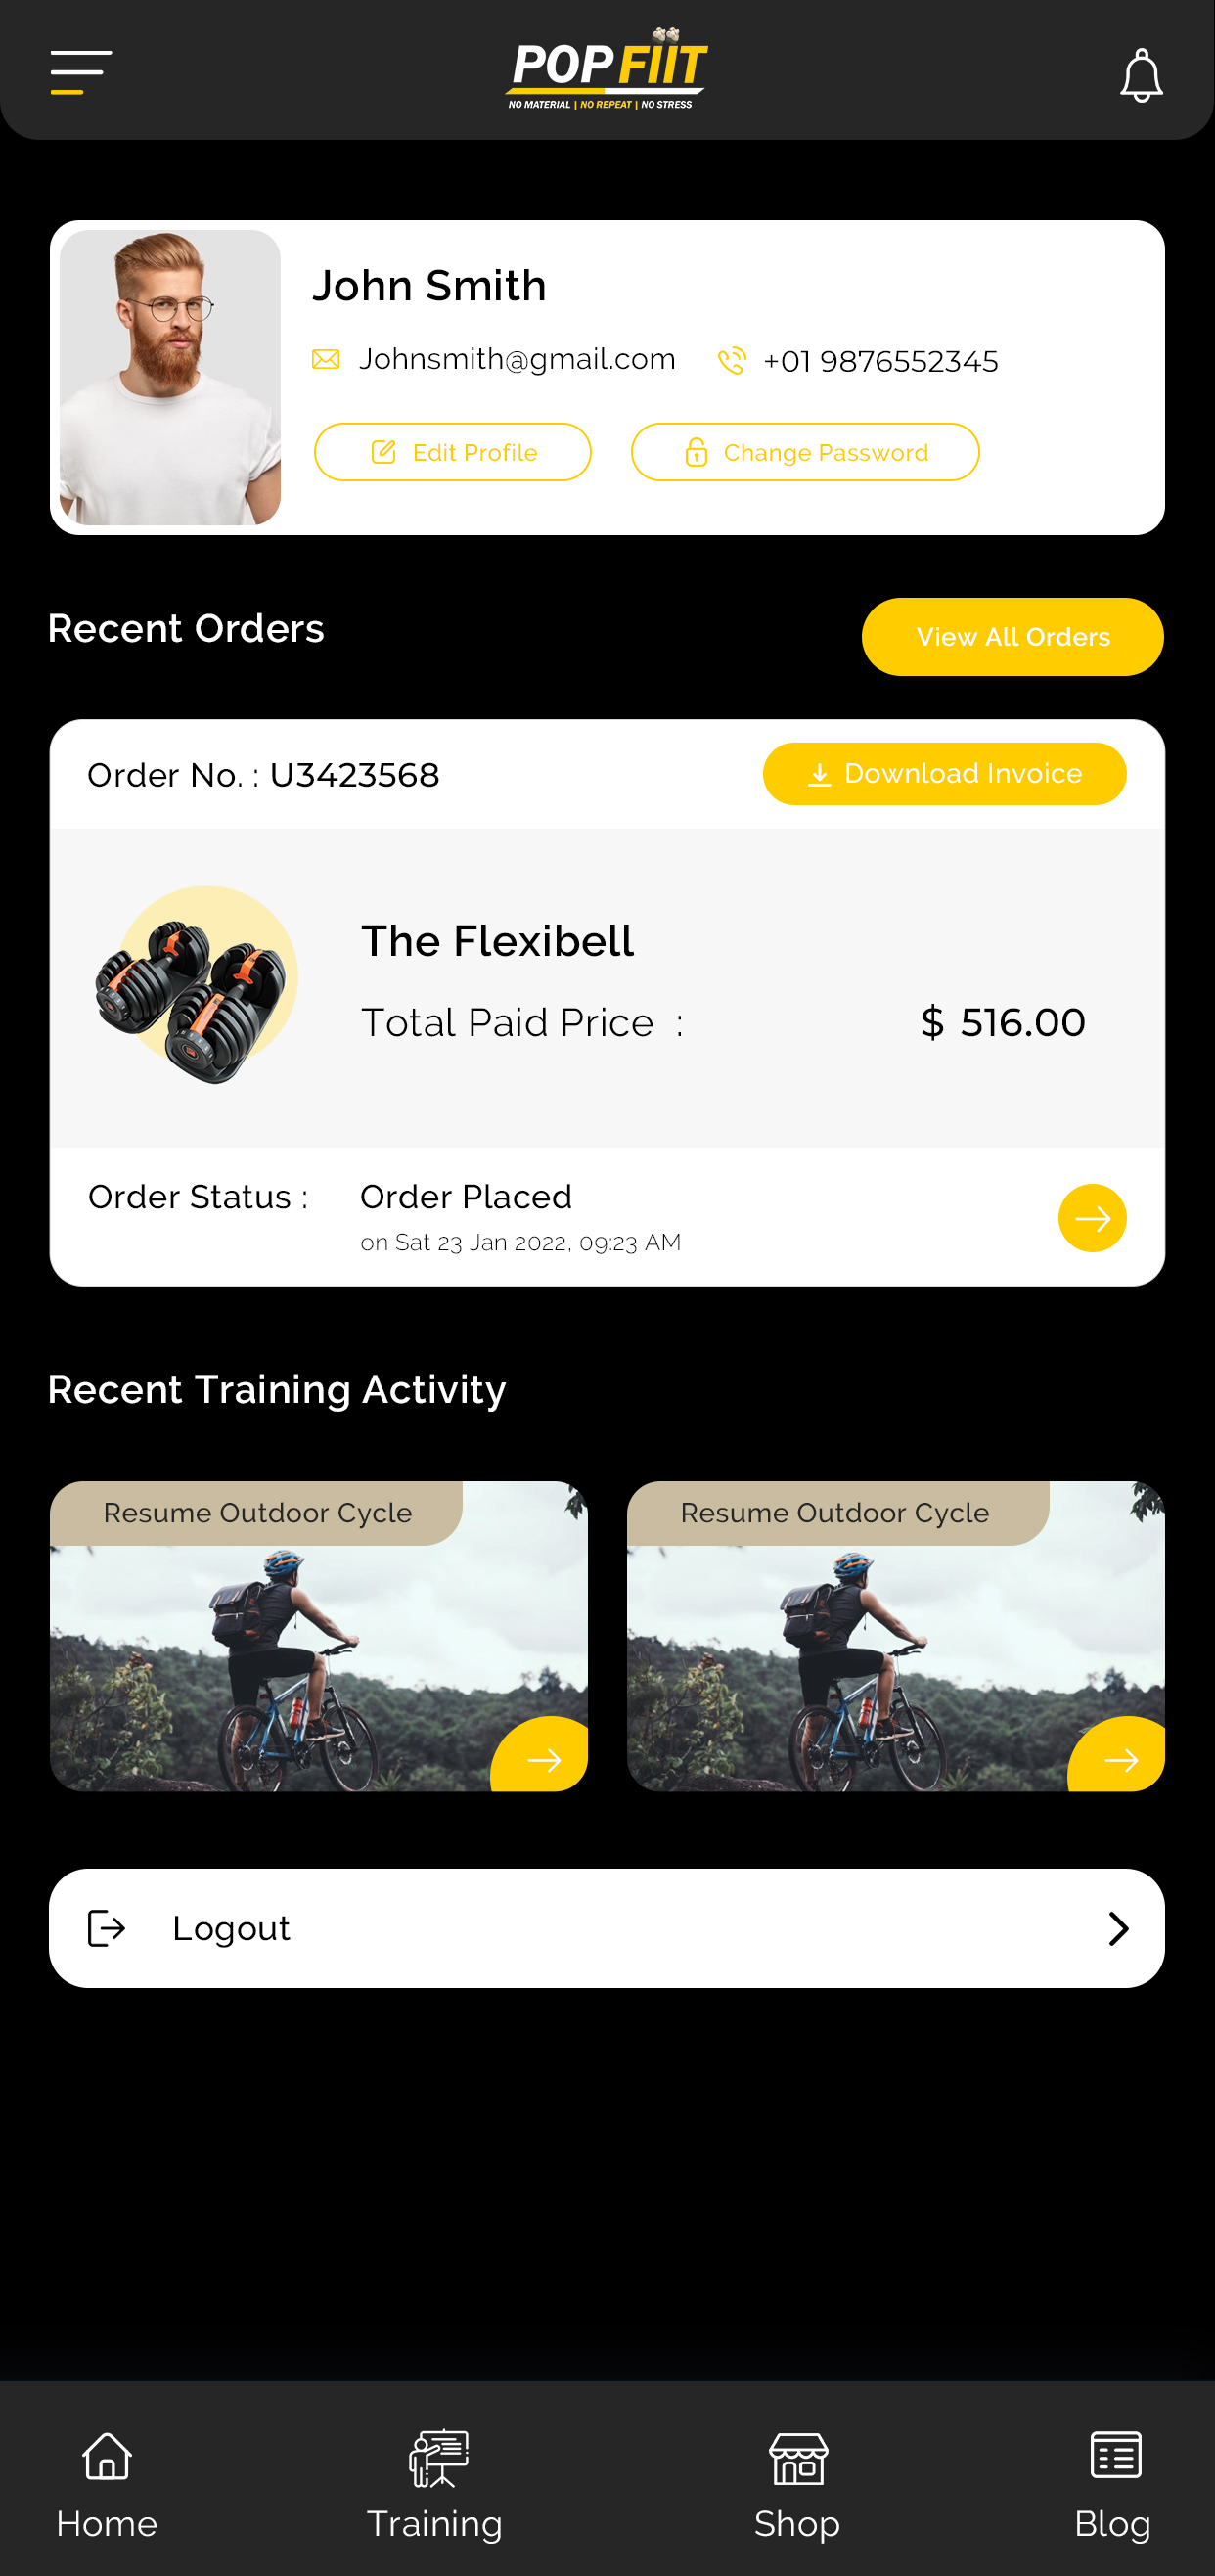 POP FIIT
NO MATERIAL | NO REPEAT | NO STRESS
John Smith
Johnsmith@gmail.com +01 9876552345
Edit Profile Change Password
Recent Orders View All Orders
Order No. : U3423568 Download Invoice
The Flexibell
Total Paid Price : $ 516.00
Order Status : Order Placed
on Sat 23 Jan 2022, 09:23 AM
Recent Training Activity
Resume Outdoor Cycle Resume Outdoor Cycle
Logout
Home Training Shop Blog